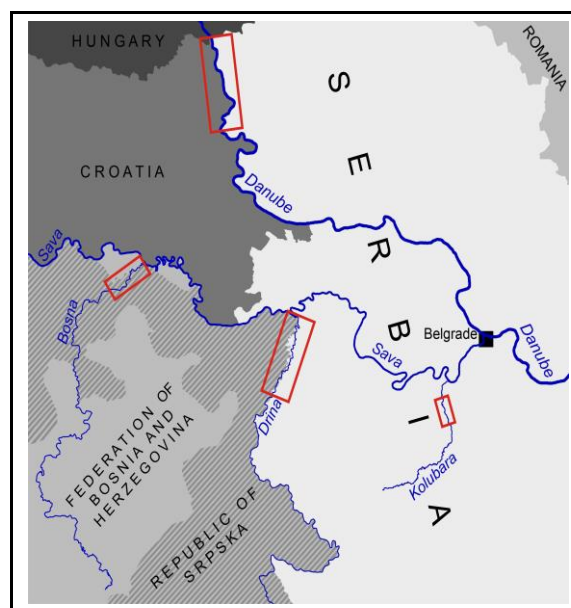 HUNGARY
ROMANIA
S
E
R
B
I
A
CROATIA
Danube
Sava
Bosna
Belgrade
Sava
Danube
Drina
Kolubara
FEDERATION OF
BOSNIA AND
HERZEGOVINA
REPUBLIC OF
SRPSKA